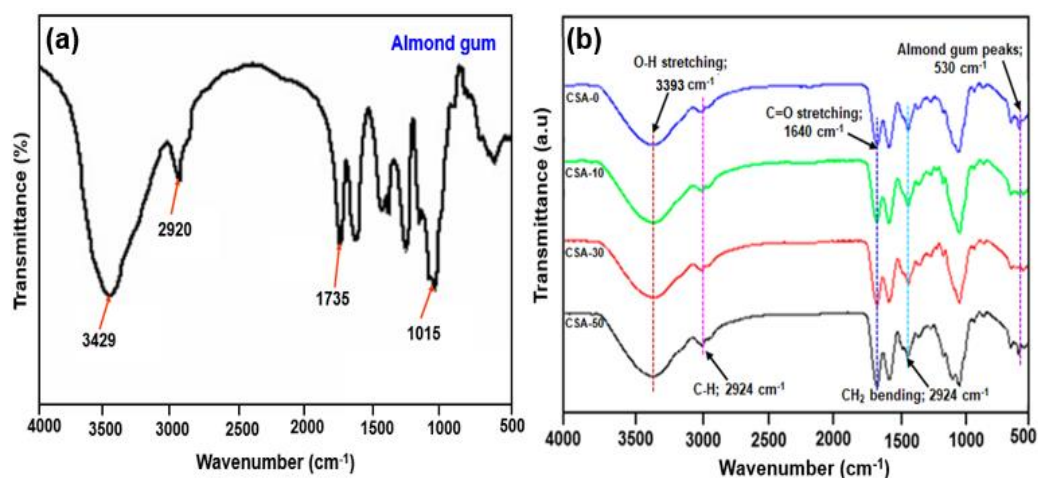 (a)
Almond gum
2920
1735
1015
3429
Transmittance (%)
4000
3500
3000
2500
2000
1500
1000
500
Wavenumber (cm-1)
(b)
O-H stretching;
3393 cm-1
Almond gum peaks;
530 cm-1
C=O stretching;
1640 cm-1
CSA-0
CSA-10
CSA-30
CSA-50
C-H; 2924 cm-1
CH2 bending; 2924 cm-1
Transmittance (a.u)
4000
3500
3000
2000
1500
1000
500
Wavenumber (cm-1)